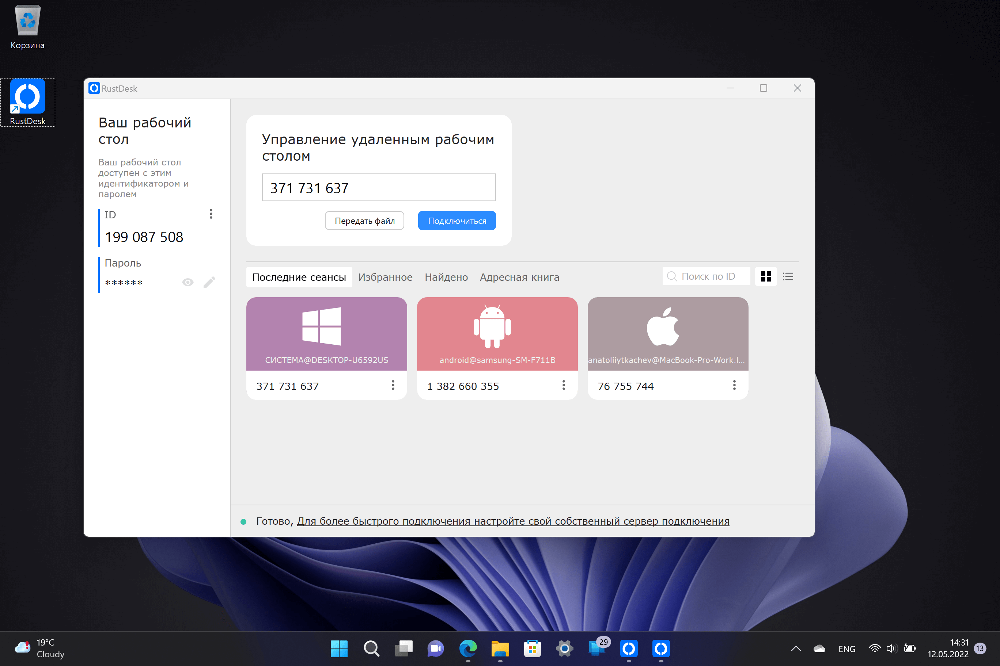 Корзина
RustDesk
RustDesk
Ваш рабочий
стол
Ваш рабочий стол
доступен с этим
идентификатором и
паролем
ID
199 087 508
Пароль
******
Управление удаленным рабочим
столом
371 731 637
Передать файл
Подключиться
Последние сеансы
Избранное
Найдено
Адресная книга
Поиск по ID
СИСТЕМА@DESKTOP-U6592US
371 731 637
android@samsung-SM-F711B
1 382 660 355
anatoliiytkachev@MacBook-Pro-Work.l...
76 755 744
Готово, Для более быстрого подключения настройте свой собственный сервер подключения
19°C
Cloudy
29
ENG
14:31
12.05.2022
13